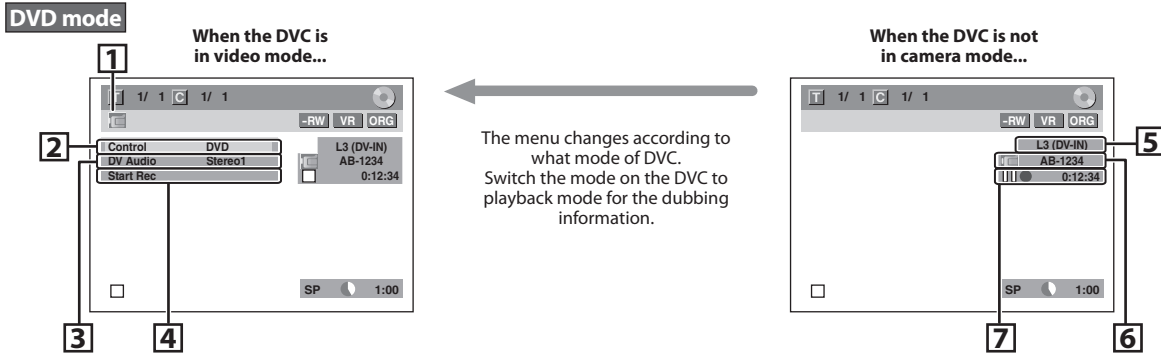 DVD mode
When the DVC is
in video mode...
1
T 1/ 1 C 1/ 1
-RW VR ORG
2
Control DVD
DV Audio Stereo1
Start Rec
L3 (DV-IN)
AB-1234
0:12:34
SP 1:00
3
4
The menu changes according to
what mode of DVC.
Switch the mode on the DVC to
playback mode for the dubbing
information.
When the DVC is not
in camera mode...
T 1/ 1 C 1/ 1
-RW VR ORG
L3 (DV-IN)
5
AB-1234
0:12:34
SP 1:00
7
6